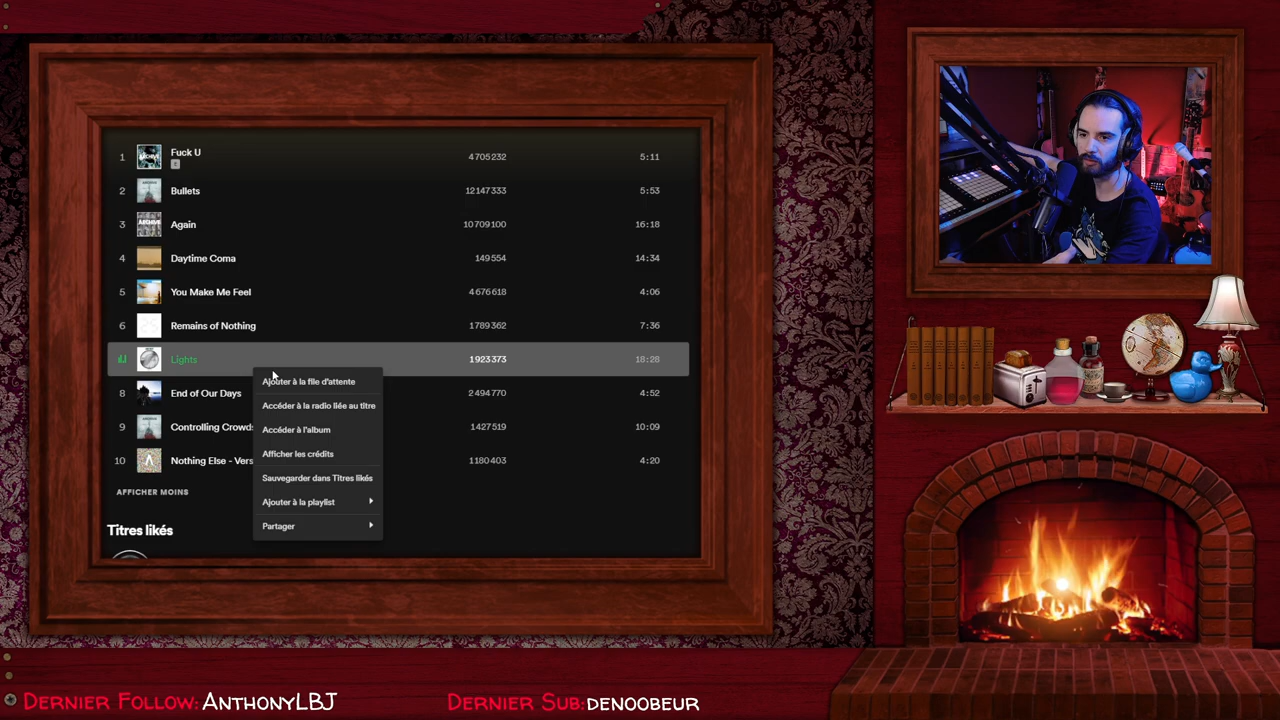 1 Fuck U 4 705 232 5:11
E
2 Bullets 12 147 333 5:53
3 Again 10 709 100 16:18
4 Daytime Coma 149 554 14:34
5 You Make Me Feel 4 676 618 4:06
6 Remains of Nothing 1 789 362 7:36
Lights 1 923 373 18:28
8 End of Our Days 2 494 770 4:52
9 Controlling Crowds 1 427 519 10:09
10 Nothing Else - Vers 1 180 403 4:20
AFFICHER MOINS
Titres likés
Ajouter à la file d'attente
Accéder à la radio liée au titre
Accéder à l'album
Afficher les crédits
Sauvegarder dans Titres likés
Ajouter à la playlist
Partager
Dernier Follow: AnthonyLBJ
Dernier Sub: denoobeur